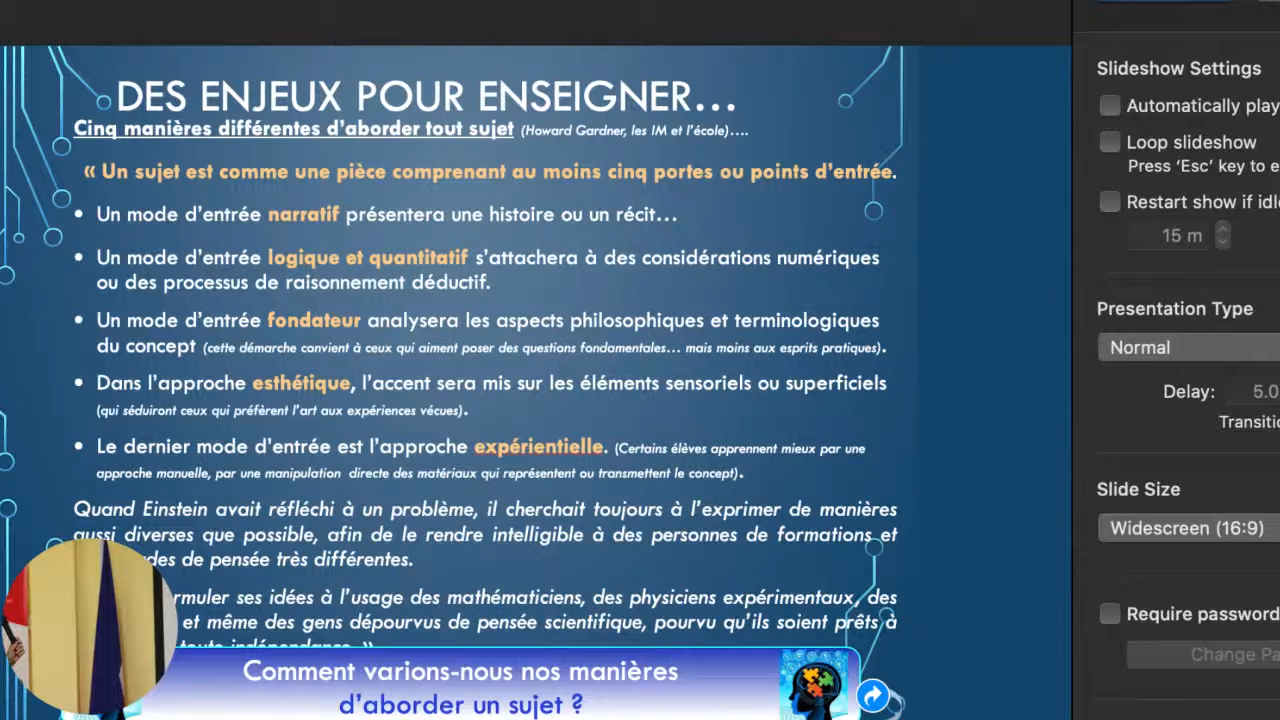 DES ENJEUX POUR ENSEIGNER…
Cinq manières différentes d’aborder tout sujet (Howard Gardner, les IM et l’école)….
« Un sujet est comme une pièce comprenant au moins cinq portes ou points d’entrée.
• Un mode d’entrée narratif présentera une histoire ou un récit…
• Un mode d’entrée logique et quantitatif s’attachera à des considérations numériques
ou des processus de raisonnement déductif.
• Un mode d’entrée fondateur analysera les aspects philosophiques et terminologiques
du concept (cette démarche convient à ceux qui aiment poser des questions fondamentales… mais moins aux esprits pratiques).
• Dans l’approche esthétique, l’accent sera mis sur les éléments sensoriels ou superficiels
(qui séduiront ceux qui préfèrent l’art aux expériences vécues).
• Le dernier mode d’entrée est l’approche expérientielle. (Certains élèves apprennent mieux par une
approche manuelle, par une manipulation directe des matériaux qui représentent ou transmettent le concept).
Quand Einstein avait réfléchi à un problème, il cherchait toujours à l’exprimer de manières
aussi diverses que possible, afin de le rendre intelligible à des personnes de formations et
de pensée très différentes.
ses idées à l’usage des mathématiciens, des physiciens expérimentaux, des
et même des gens dépourvus de pensée scientifique, pourvu qu’ils soient prêts à
toute indépendance. »
Comment varions-nous nos manières
d’aborder un sujet ?
Slideshow Settings
Automatically play
Loop slideshow
Press ‘Esc’ key to e
Restart show if idl
15 m
Presentation Type
Normal
Delay: 5.0
Transiti
Slide Size
Widescreen (16:9)
Require password
Change Pa